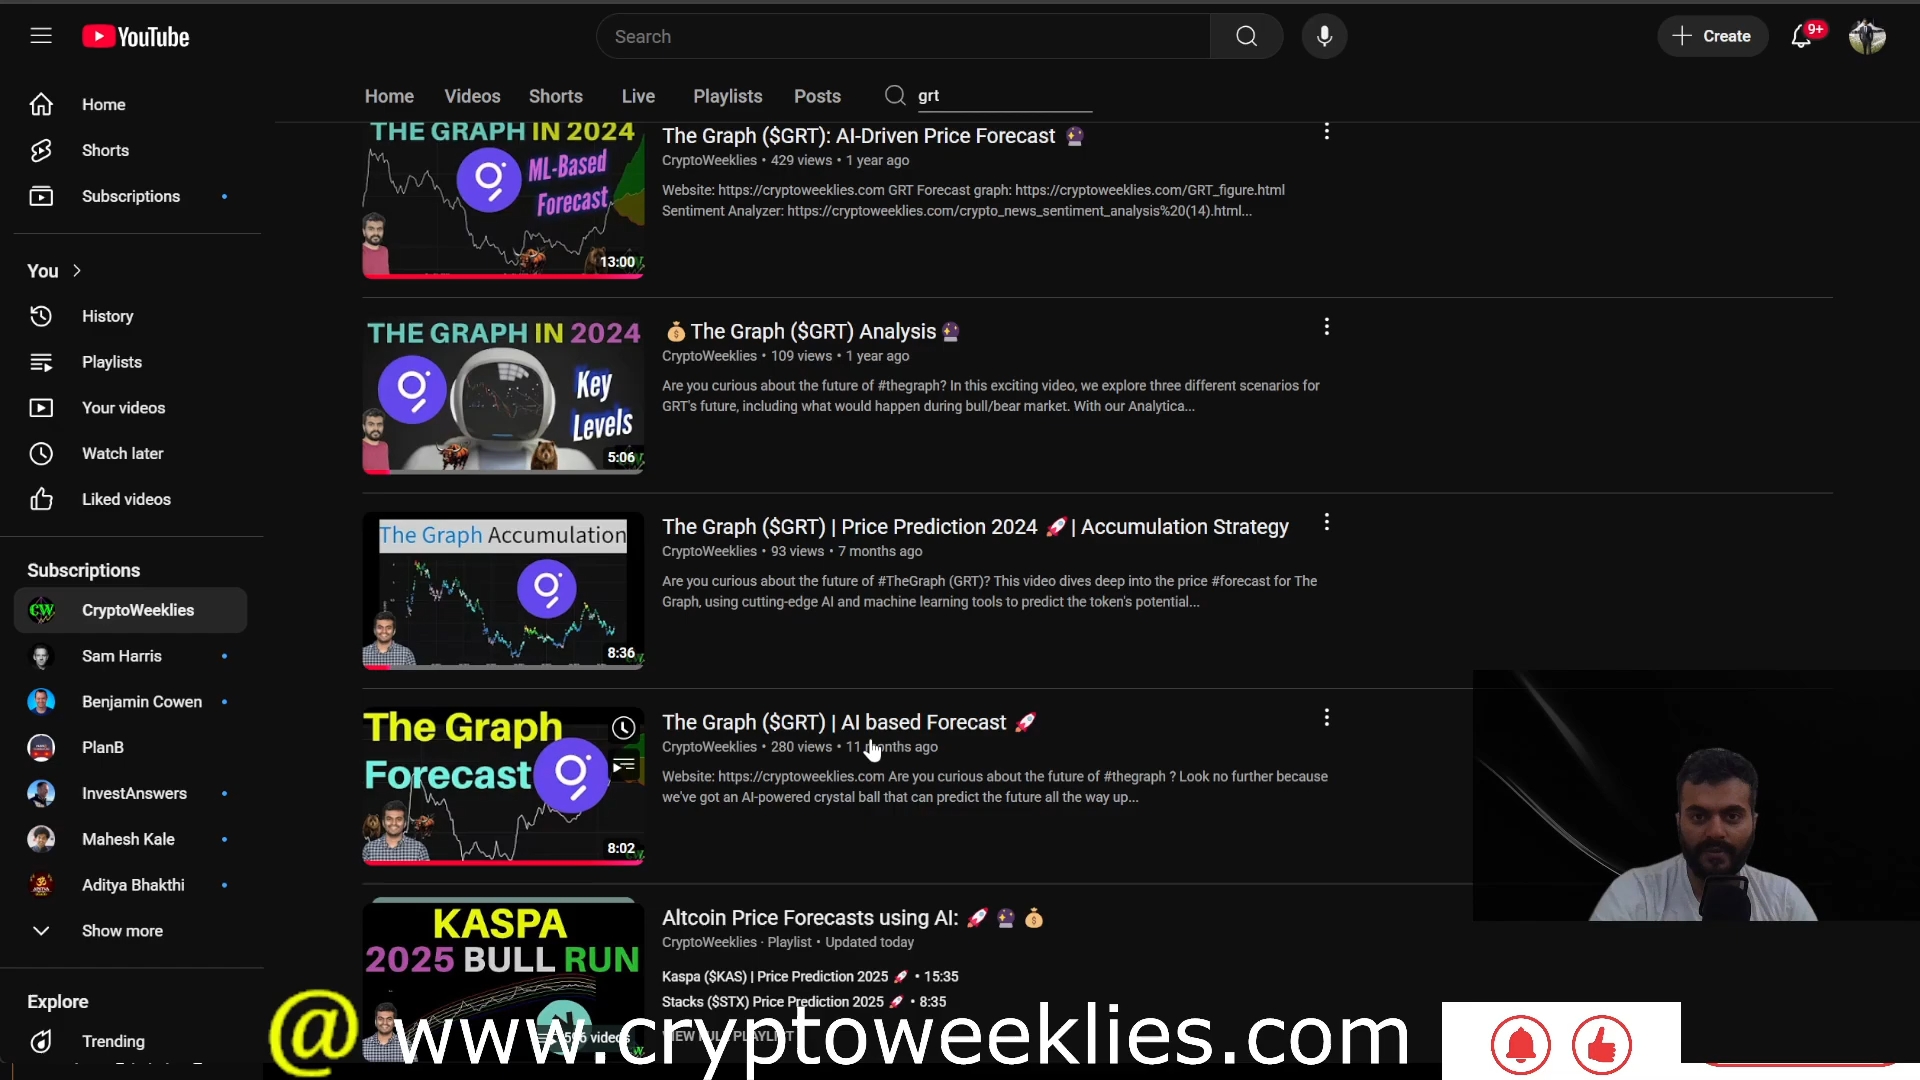 YouTube
Search
Create
9+
Home
Shorts
Subscriptions
You
History
Playlists
Your videos
Watch later
Liked videos
Subscriptions
CryptoWeeklies
Sam Harris
Benjamin Cowen
PlanB
InvestAnswers
Mahesh Kale
Aditya Bhakthi
Show more
Explore
Trending
Home Videos Shorts Live Playlists Posts grt
THE GRAPH IN 2024
ML-Based
Forecast
13:00
The Graph ($GRT): AI-Driven Price Forecast 🔮
CryptoWeeklies • 429 views • 1 year ago
Website: https://cryptoweeklies.com GRT Forecast graph: https://cryptoweeklies.com/GRT_figure.html
Sentiment Analyzer: https://cryptoweeklies.com/crypto_news_sentiment_analysis%20(14).html...
THE GRAPH IN 2024
Key
Levels
5:06
💰The Graph ($GRT) Analysis🔮
CryptoWeeklies • 109 views • 1 year ago
Are you curious about the future of #thegraph? In this exciting video, we explore three different scenarios for
GRT's future, including what would happen during bull/bear market. With our Analytica...
The Graph Accumulation
8:36
The Graph ($GRT) | Price Prediction 2024 🚀| Accumulation Strategy
CryptoWeeklies • 93 views • 7 months ago
Are you curious about the future of #TheGraph (GRT)? This video dives deep into the price #forecast for The
Graph, using cutting-edge AI and machine learning tools to predict the token's potential...
The Graph
Forecast
8:02
The Graph ($GRT) | AI based Forecast 🚀
CryptoWeeklies • 280 views • 11 months ago
Website: https://cryptoweeklies.com Are you curious about the future of #thegraph ? Look no further because
we've got an AI-powered crystal ball that can predict the future all the way up...
KASPA
2025 BULL RUN
Altcoin Price Forecasts using AI: 🚀 🔮 💰
CryptoWeeklies · Playlist • Updated today
Kaspa ($KAS) | Price Prediction 2025 🚀 • 15:35
Stacks ($STX) Price Prediction 2025 🚀 • 8:35
@ www.cryptoweeklies.com